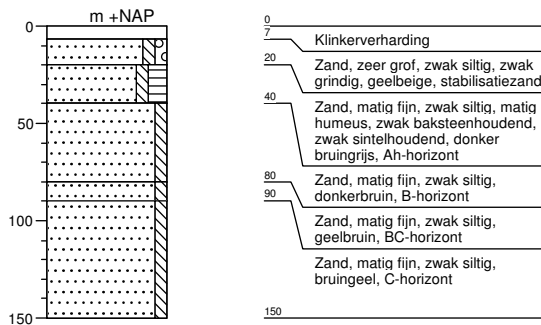 m +NAP
0
50
100
150
0
7
Klinkerverharding
20
Zand, zeer grof, zwak siltig, zwak
grindig, geelbeige, stabilisatiezand
40
Zand, matig fijn, zwak siltig, matig
humeus, zwak baksteenhoudend,
zwak sintelhoudend, donker
bruingrijs, Ah-horizont
80
Zand, matig fijn, zwak siltig,
donkerbruin, B-horizont
90
Zand, matig fijn, zwak siltig,
geelbruin, BC-horizont
Zand, matig fijn, zwak siltig,
bruingeel, C-horizont
150